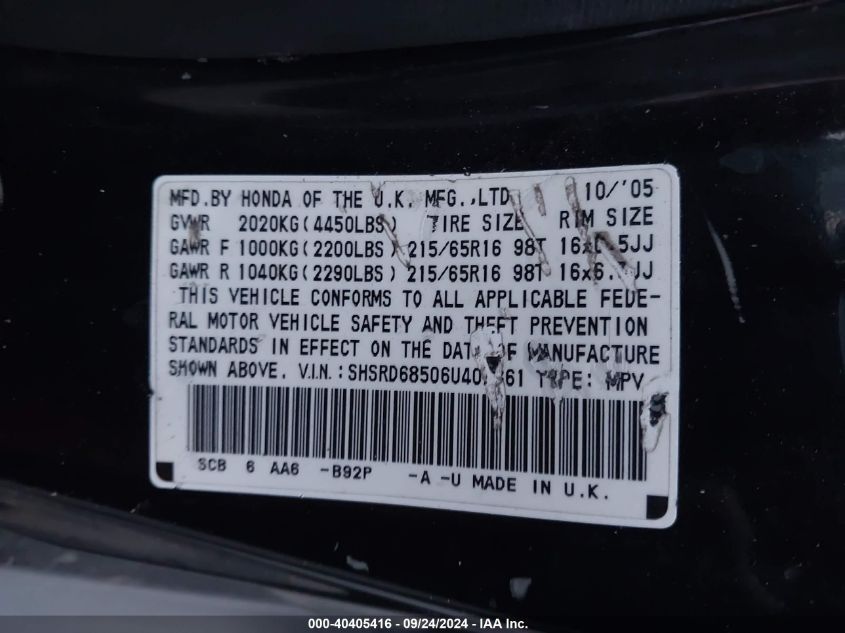 MFD.BY HONDA OF THE U.K. MFG.,LTD. 10/'05
GVWR 2020KG(4450LBS) TIRE SIZE RIM SIZE
GAWR F 1000KG(2200LBS) 215/65R16 98T
GAWR R 1040KG(2290LBS) 215/65R16 98T
THIS VEHICLE CONFORMS TO ALL APPLICABLE FEDE-
RAL MOTOR VEHICLE SAFETY AND THEFT PREVENTION
STANDARDS IN EFFECT ON THE DATE OF MANUFACTURE
SHOWN ABOVE. V.I.N.: TYPE: MPV
SCB 6 AA6 -B92P -A -U MADE IN U.K.
000-40405416 - 09/24/2024 - IAA Inc.